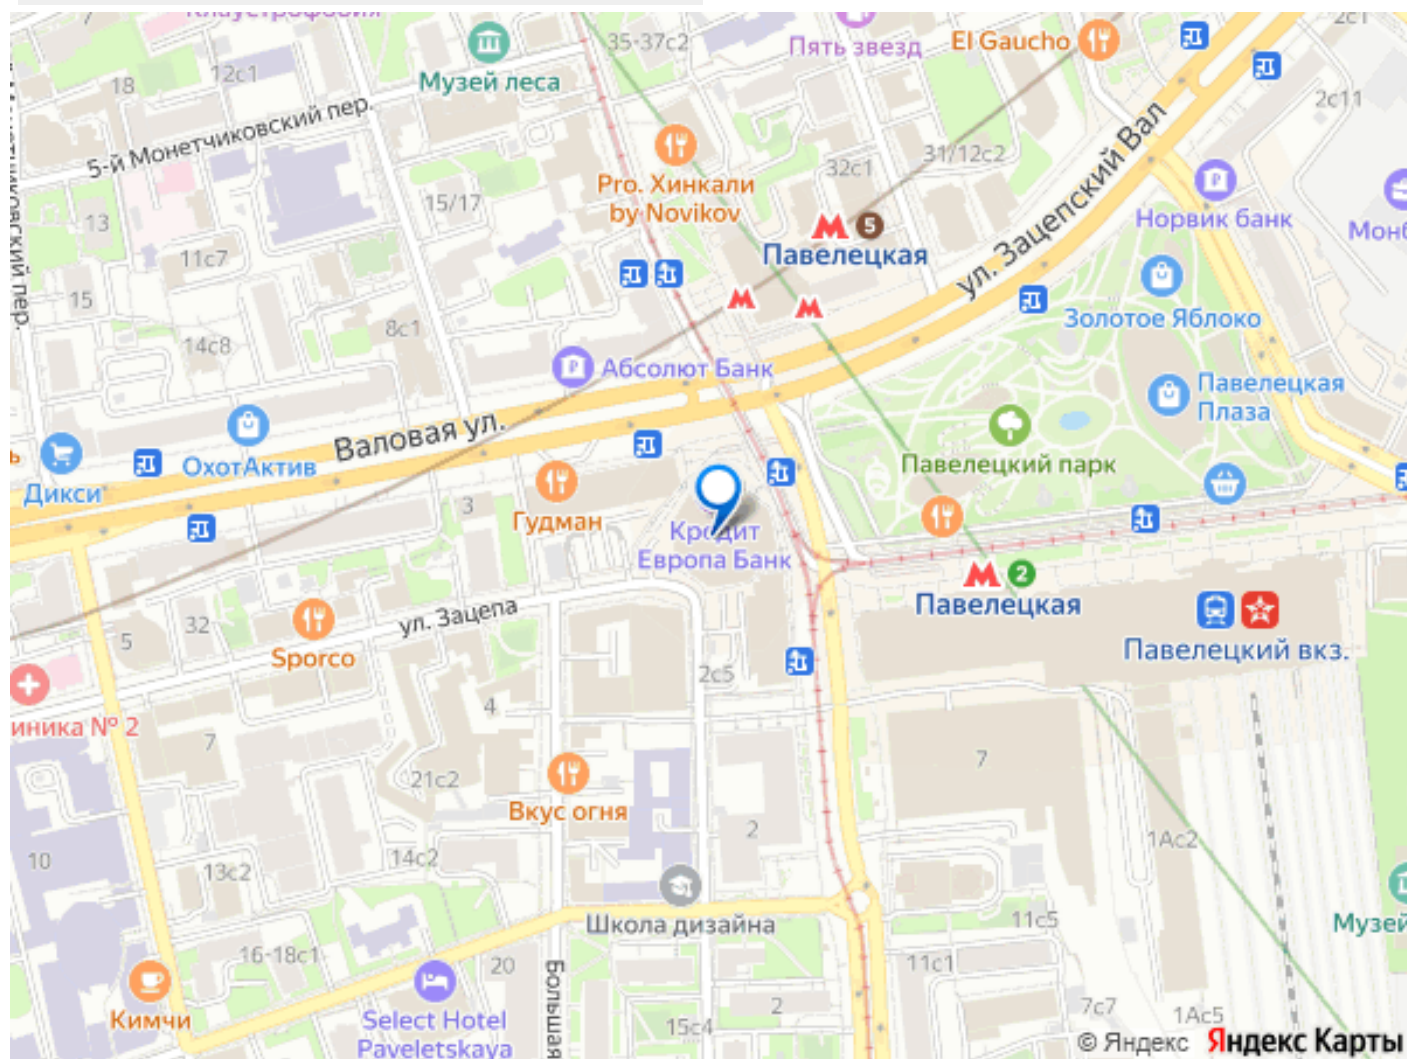 Клаустрофобия
35-37с2
Пять звезд
El Gaucho
2с1
18
12с1
Музей леса
2с11
5-й Монетчиковский пер.
Pro. Хинкали
by Novikov
32с1
31/12с2
ул. Зацепский Вал
Норвик банк
13
15/17
5
Павелецкая
11с7
15
8с1
14с8
Золотое Яблоко
Абсолют Банк
Павелецкая
Плаза
Валовая ул.
ОхотАктив
Павелецкий парк
Дикси
3
Гудман
Кредит
Европа Банк
2
Павелецкая
ул. Зацепа
32
5
Sporco
Павелецкий вкз.
2с5
4
7
7
21с2
Вкус огня
2
1Ас2
10
14с2
13с2
Школа дизайна
11с5
16-18с1
20
11с1
Большая
Кимчи
Select Hotel
Paveletskaya
15с4
2
7с7
1Ас5
© Яндекс Яндекс Карты